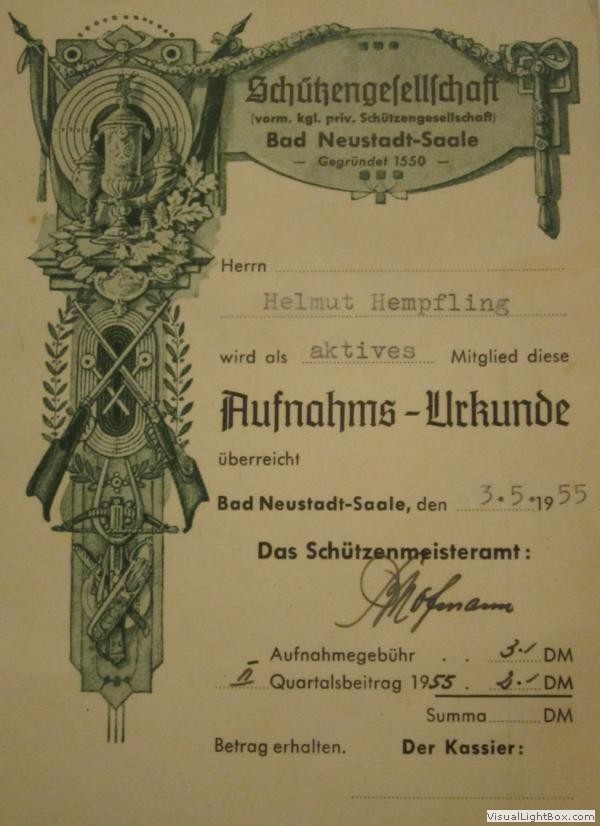 Schützengesellschaft
(vorm. kgl. priv. Schützengesellschaft)
Bad Neustadt-Saale
— Gegründet 1550 —
Herrn
Helmut Hempfling
wird als aktives Mitglied diese
Aufnahms-Urkunde
überreicht
Bad Neustadt-Saale, den 3.5.1955
Das Schützenmeisteramt:
Hofmann
Aufnahmegebühr . . 3.- DM
II Quartalsbeitrag 1955 . 2.- DM
Summa DM
Betrag erhalten. Der Kassier:
VisualLightBox.com